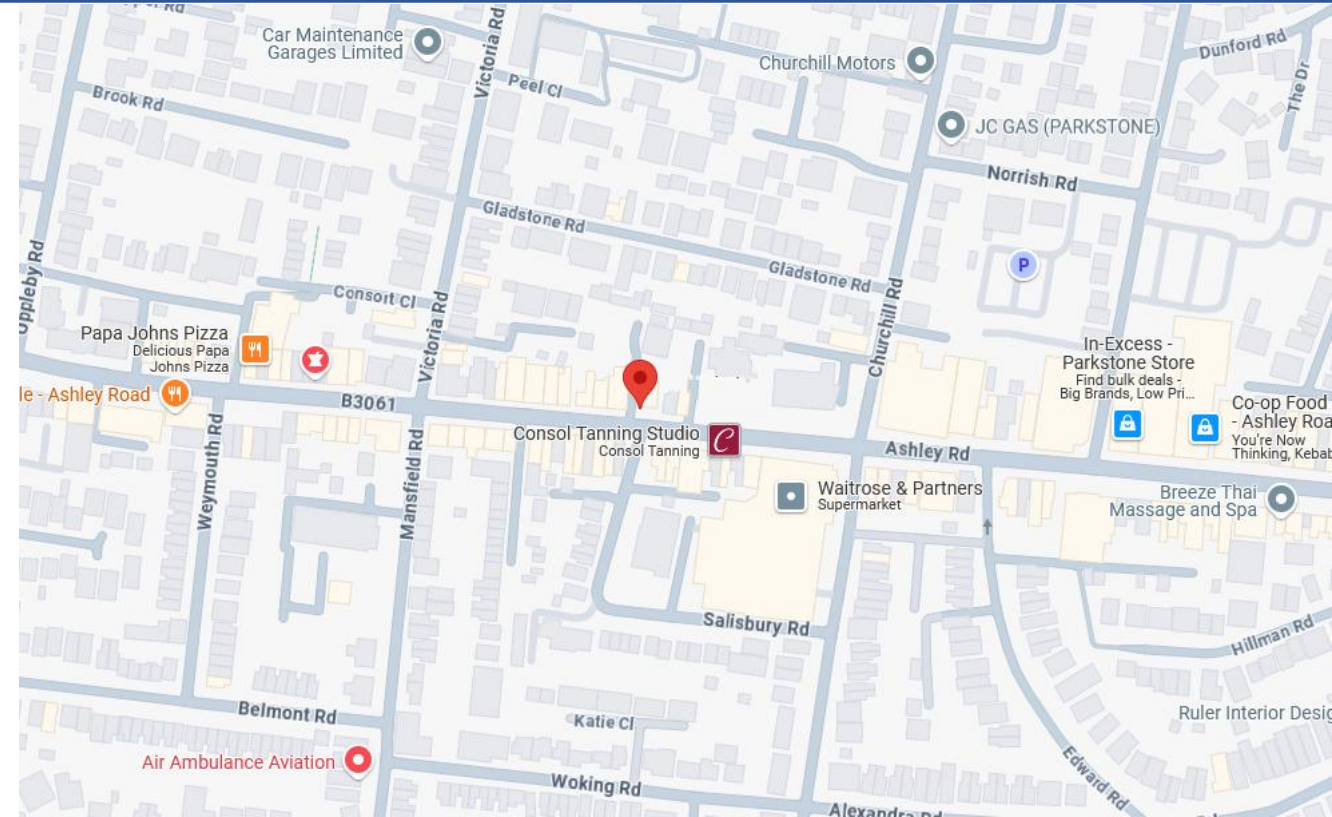 Car Maintenance
Garages Limited
Victoria Rd
Churchill Motors
Dunford Rd
The Dr
Peel Cl
Brook Rd
JC GAS (PARKSTONE)
Norrish Rd
Gladstone Rd
Gladstone Rd
P
Consort Cl
Victoria Rd
Churchill Rd
Papa Johns Pizza
Delicious Papa
Johns Pizza
In-Excess -
Parkstone Store
Find bulk deals -
Big Brands, Low Pri...
le - Ashley Road
B3061
Co-op Food
- Ashley Roa
You're Now
Thinking, Kebab
Consol Tanning Studio
Consol Tanning
C
Ashley Rd
Weymouth Rd
Mansfield Rd
Waitrose & Partners
Supermarket
Breeze Thai
Massage and Spa
Salisbury Rd
Hillman Rd
Belmont Rd
Katie Cl
Ruler Interior Desig
Air Ambulance Aviation
Woking Rd
Edward Rd
Alexandra Rd